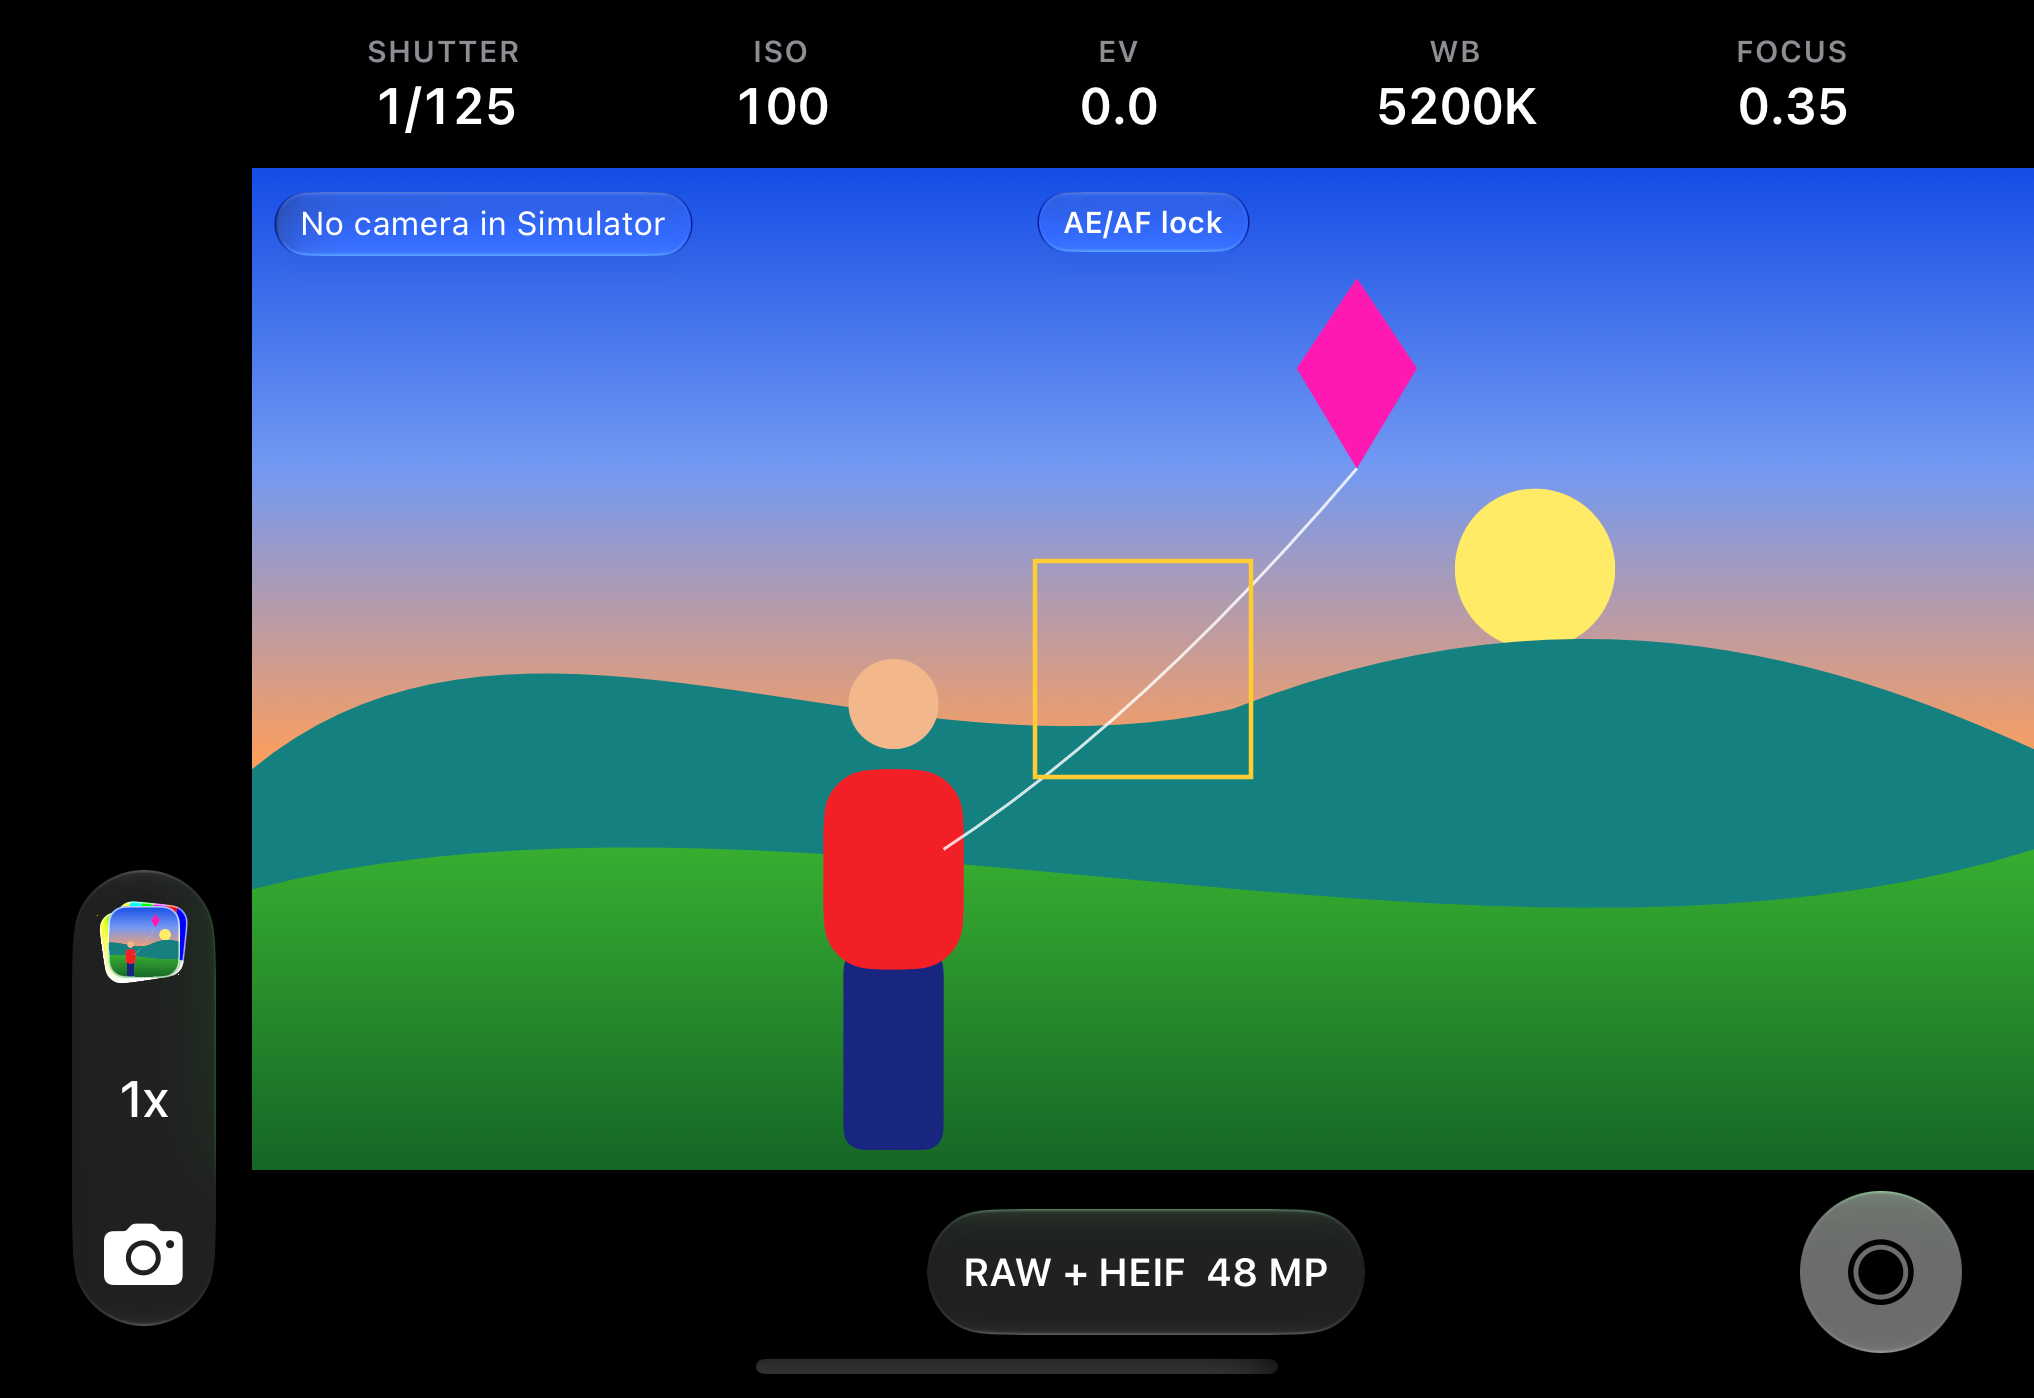 SHUTTER ISO EV WB FOCUS
1/125 100 0.0 5200K 0.35
No camera in Simulator AE/AF lock
1x
RAW + HEIF 48 MP